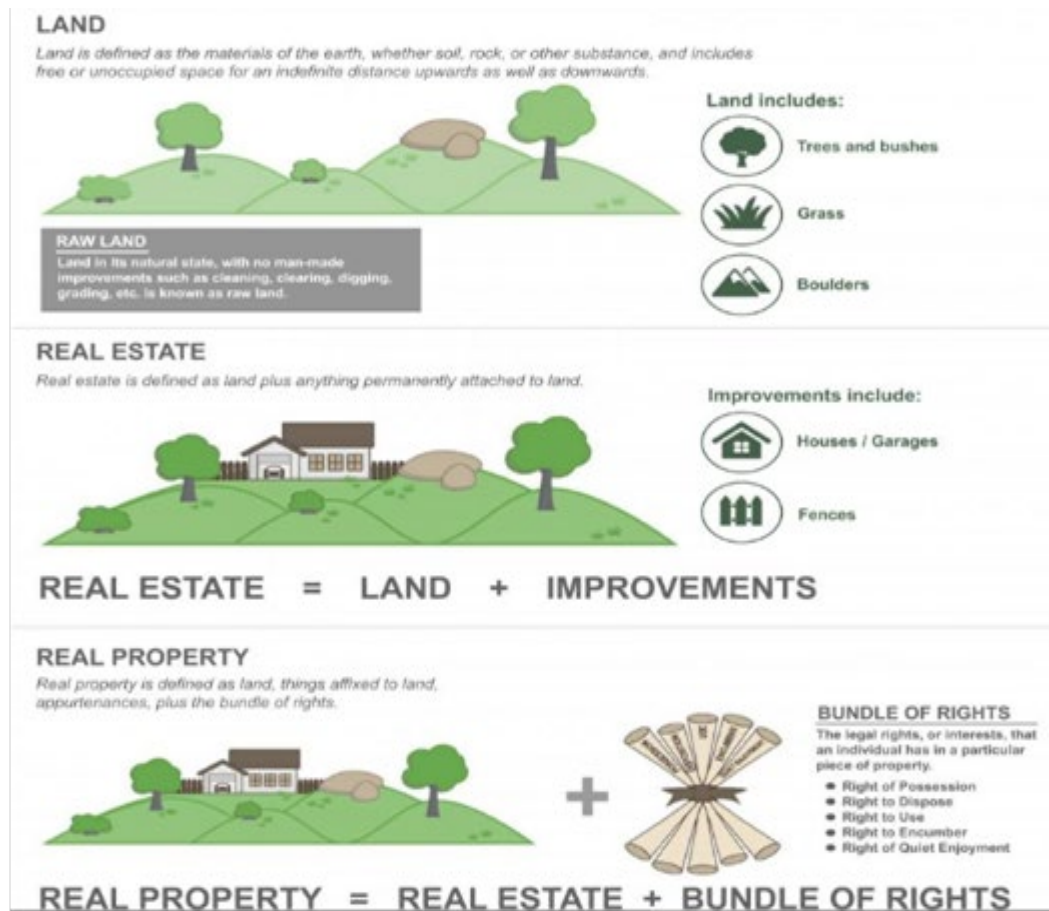 LAND
Land is defined as the materials of the earth, whether soil, rock, or other substance, and includes
free or unoccupied space for an indefinite distance upwards as well as downwards.
Land includes:
Trees and bushes
Grass
Boulders
RAW LAND
Land in its natural state, with no man-made
improvements such as cleaning, clearing, digging,
grading, etc. is known as raw land.
REAL ESTATE
Real estate is defined as land plus anything permanently attached to land.
Improvements include:
Houses / Garages
Fences
REAL ESTATE = LAND + IMPROVEMENTS
REAL PROPERTY
Real property is defined as land, things affixed to land,
appurtenances, plus the bundle of rights.
+
BUNDLE OF RIGHTS
The legal rights, or interests, that
an individual has in a particular
piece of property.
• Right of Possession
• Right to Dispose
• Right to Use
• Right to Encumber
• Right of Quiet Enjoyment
REAL PROPERTY = REAL ESTATE + BUNDLE OF RIGHTS